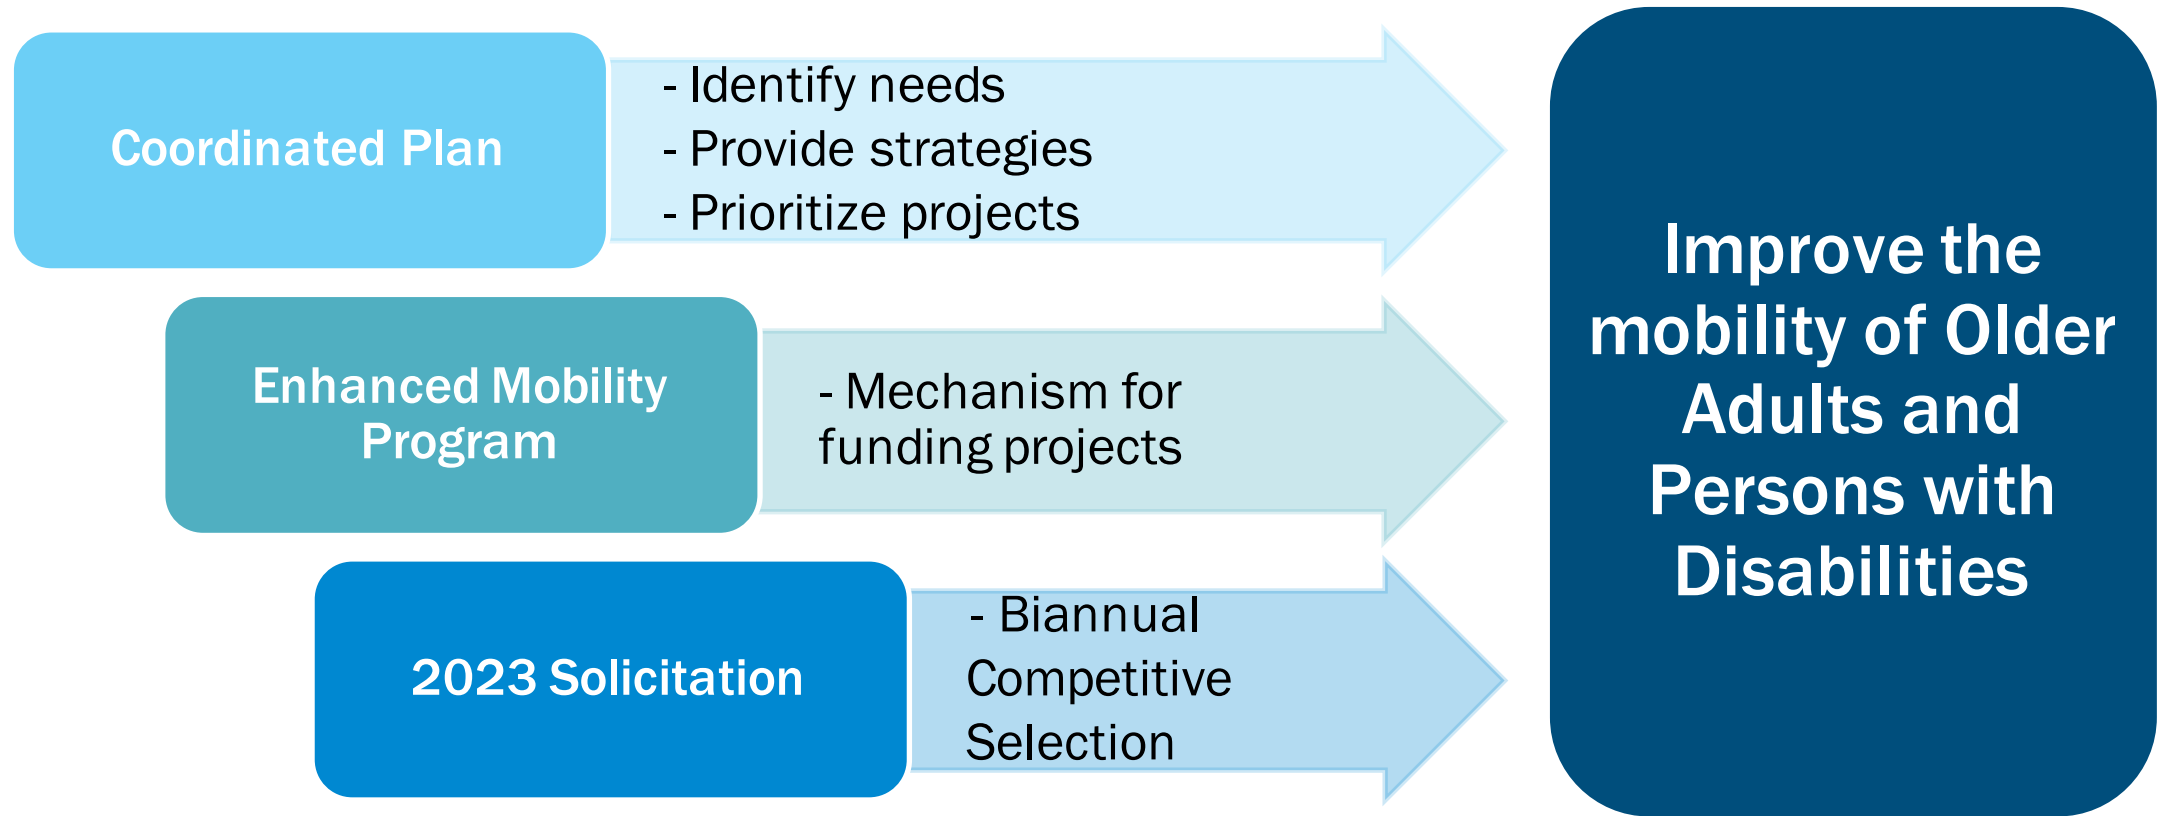 Coordinated Plan
- Identify needs
- Provide strategies
- Prioritize projects
Enhanced Mobility
Program
- Mechanism for
funding projects
2023 Solicitation
- Biannual
Competitive
Selection
Improve the
mobility of Older
Adults and
Persons with
Disabilities